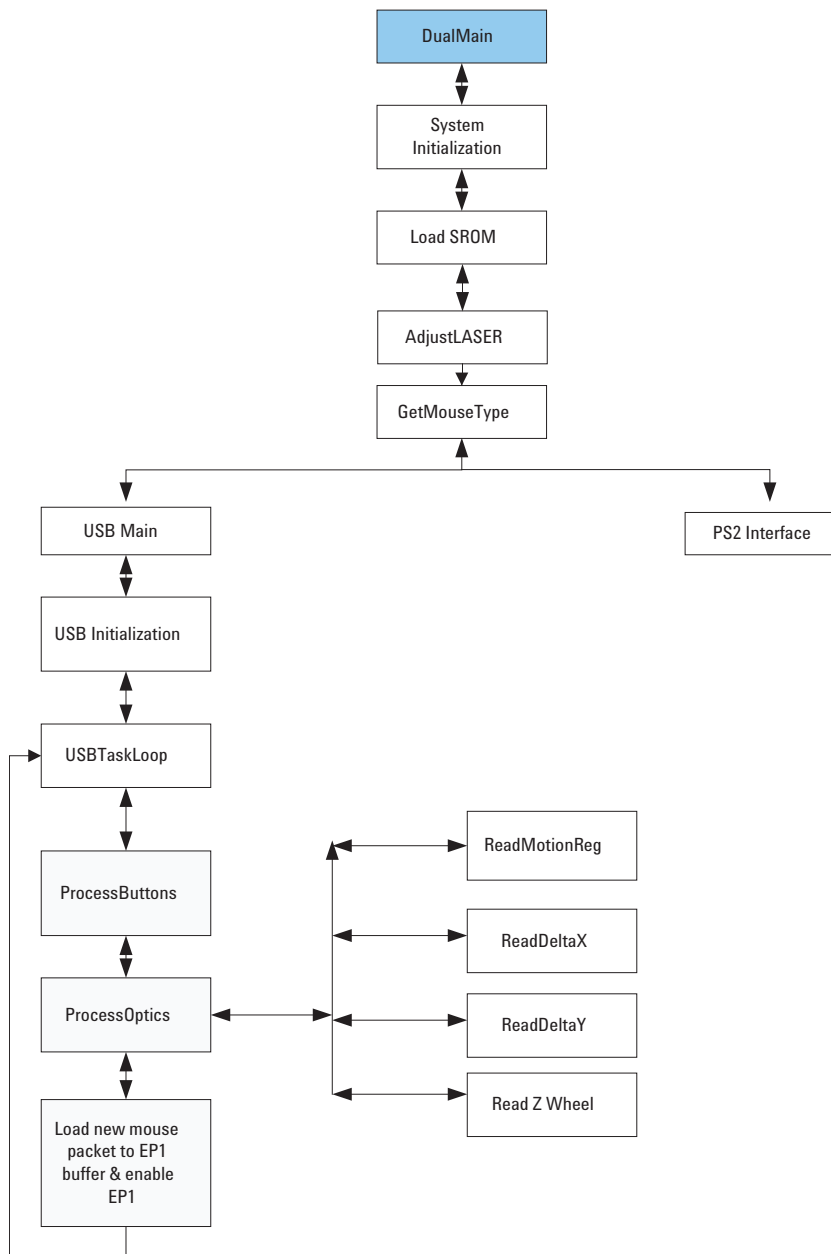 DualMain
System
Initialization
Load SROM
AdjustLASER
GetMouseType
USB Main
PS2 Interface
USB Initialization
USBTaskLoop
ReadMotionReg
ProcessButtons
ReadDeltaX
ProcessOptics
ReadDeltaY
Read Z Wheel
Load new mouse
packet to EP1
buffer & enable
EP1